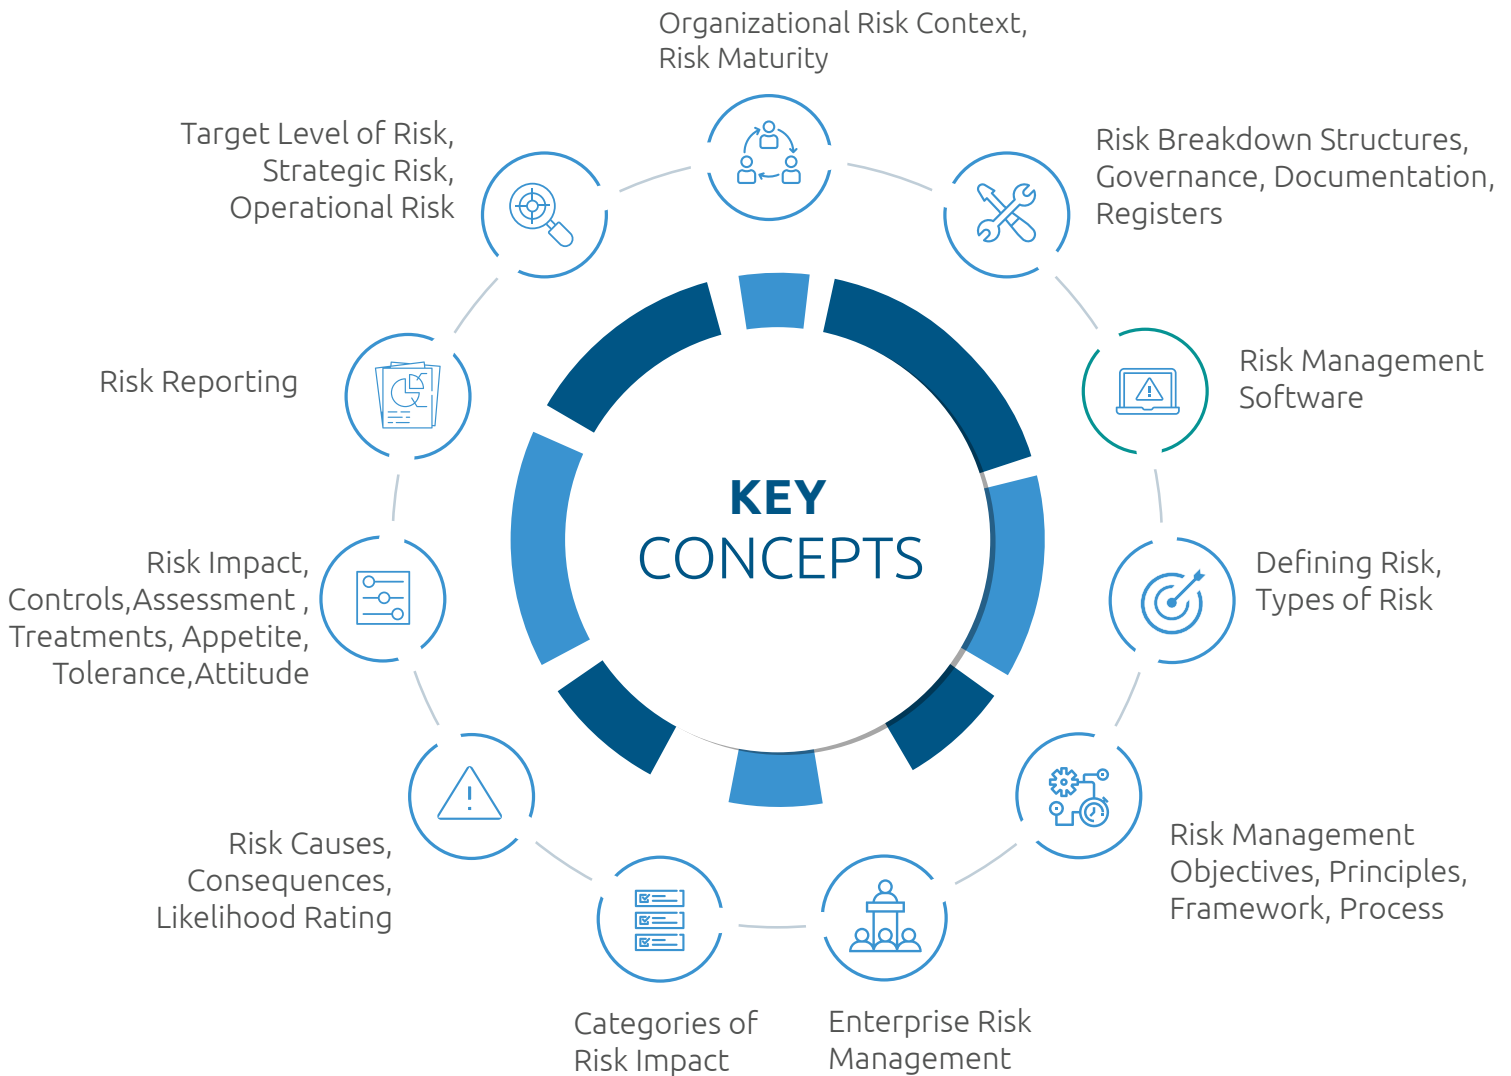 Organizational Risk Context,
Risk Maturity
Risk Breakdown Structures,
Governance, Documentation,
Registers
Risk Management
Software
Defining Risk,
Types of Risk
Risk Management
Objectives, Principles,
Framework, Process
Enterprise Risk
Management
Categories of
Risk Impact
Risk Causes,
Consequences,
Likelihood Rating
Risk Impact,
Controls,Assessment ,
Treatments, Appetite,
Tolerance,Attitude
Risk Reporting
Target Level of Risk,
Strategic Risk,
Operational Risk
KEY
CONCEPTS